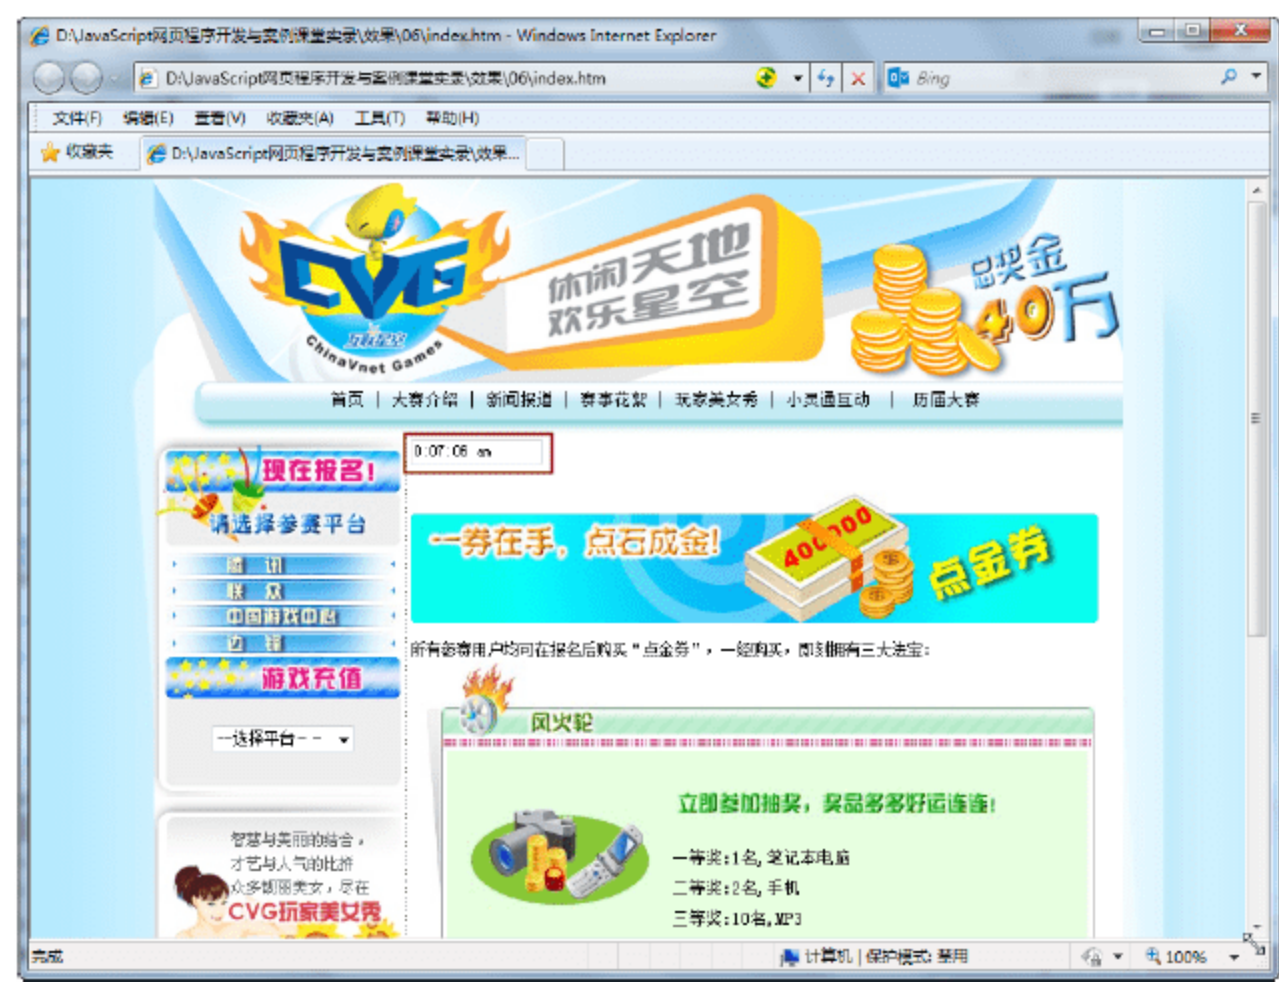 D:\JavaScript网页程序开发与案例课堂实录\效果\06\index.htm - Windows Internet Explorer
D:\JavaScript网页程序开发与案例课堂实录\效果\06\index.htm
Bing
文件(F) 编辑(E) 查看(V) 收藏夹(A) 工具(T) 帮助(H)
收藏夹
D:\JavaScript网页程序开发与案例课堂实录\效果...
CVG
互联星空
ChinaVnet Games
休闲天地
欢乐星空
总奖金
40万
首页 | 大赛介绍 | 新闻报道 | 赛事花絮 | 玩家美女秀 | 小灵通互动 | 历届大赛
0:07:06 am
现在报名!
请选择参赛平台
腾 讯
联 众
中国游戏中心
边 锋
游戏充值
--选择平台--
智慧与美丽的结合，
才艺与人气的比拼
众多靓丽美女，尽在
CVG玩家美女秀
一券在手，点石成金!
400000
点金券
所有参赛用户均可在报名后购买“点金券”，一经购买，即刻拥有三大法宝:
风火轮
立即参加抽奖，奖品多多好运连连!
一等奖:1名,笔记本电脑
二等奖:2名,手机
三等奖:10名,MP3
完成
计算机 | 保护模式: 禁用
100%